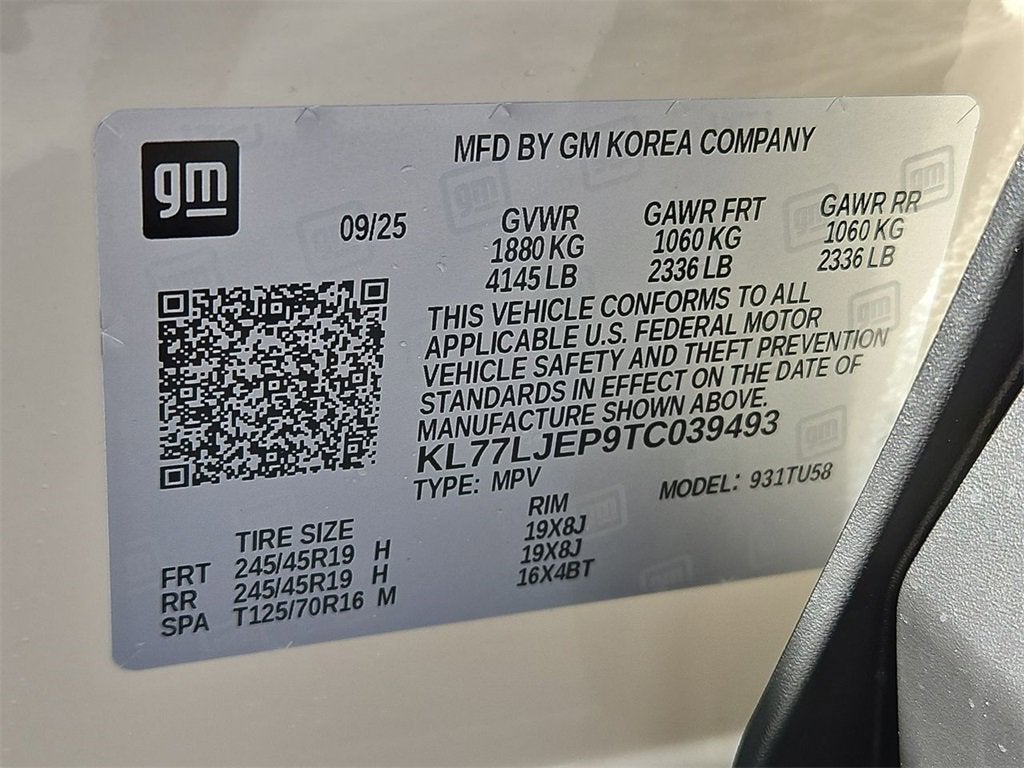 gm
MFD BY GM KOREA COMPANY
09/25
GVWR GAWR FRT GAWR RR
1880 KG 1060 KG 1060 KG
4145 LB 2336 LB 2336 LB
THIS VEHICLE CONFORMS TO ALL
APPLICABLE U.S. FEDERAL MOTOR
VEHICLE SAFETY AND THEFT PREVENTION
STANDARDS IN EFFECT ON THE DATE OF
MANUFACTURE SHOWN ABOVE.
KL77LJEP9TC039493
TYPE: MPV MODEL: 931TU58
TIRE SIZE RIM
FRT 245/45R19 H 19X8J
RR 245/45R19 H 19X8J
SPA T125/70R16 M 16X4BT